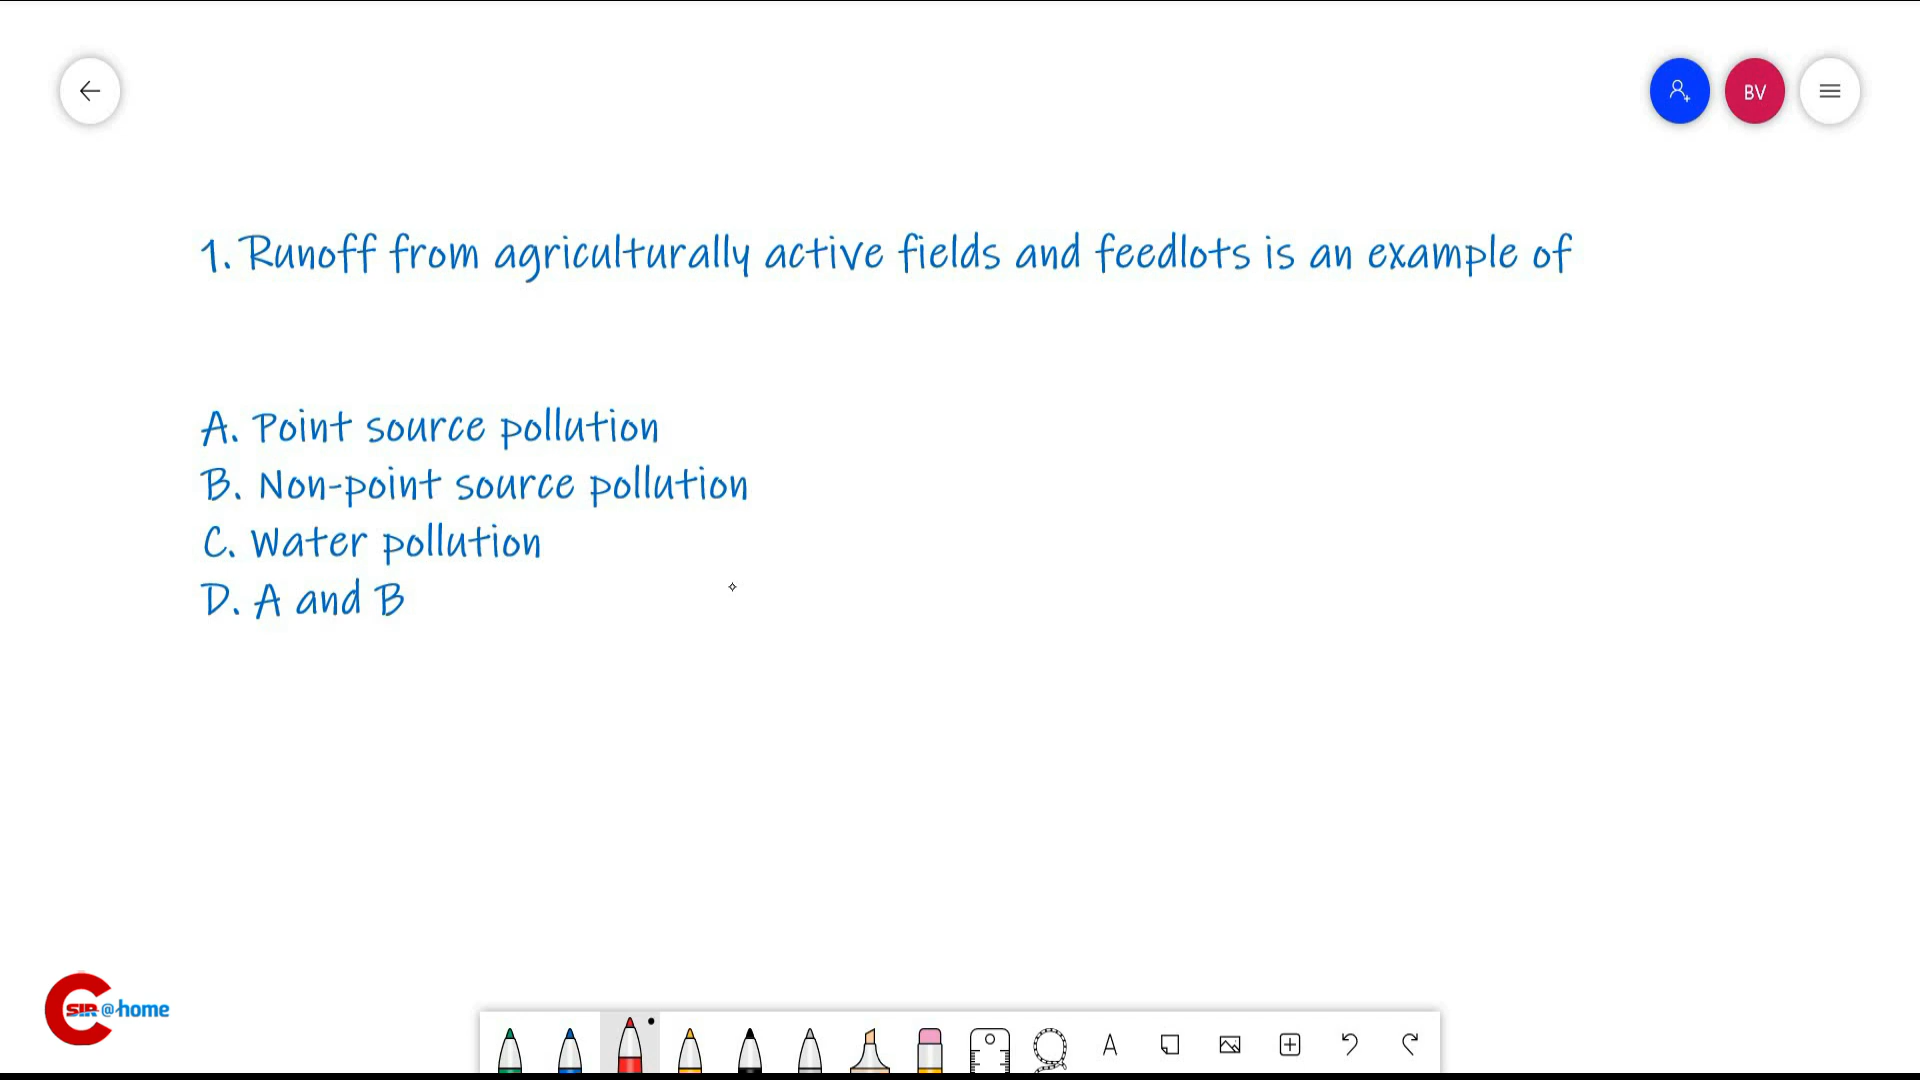 BV
1. Runoff from agriculturally active fields and feedlots is an example of
A. Point source pollution
B. Non-point source pollution
C. Water pollution
D. A and B
CSIR@home
A